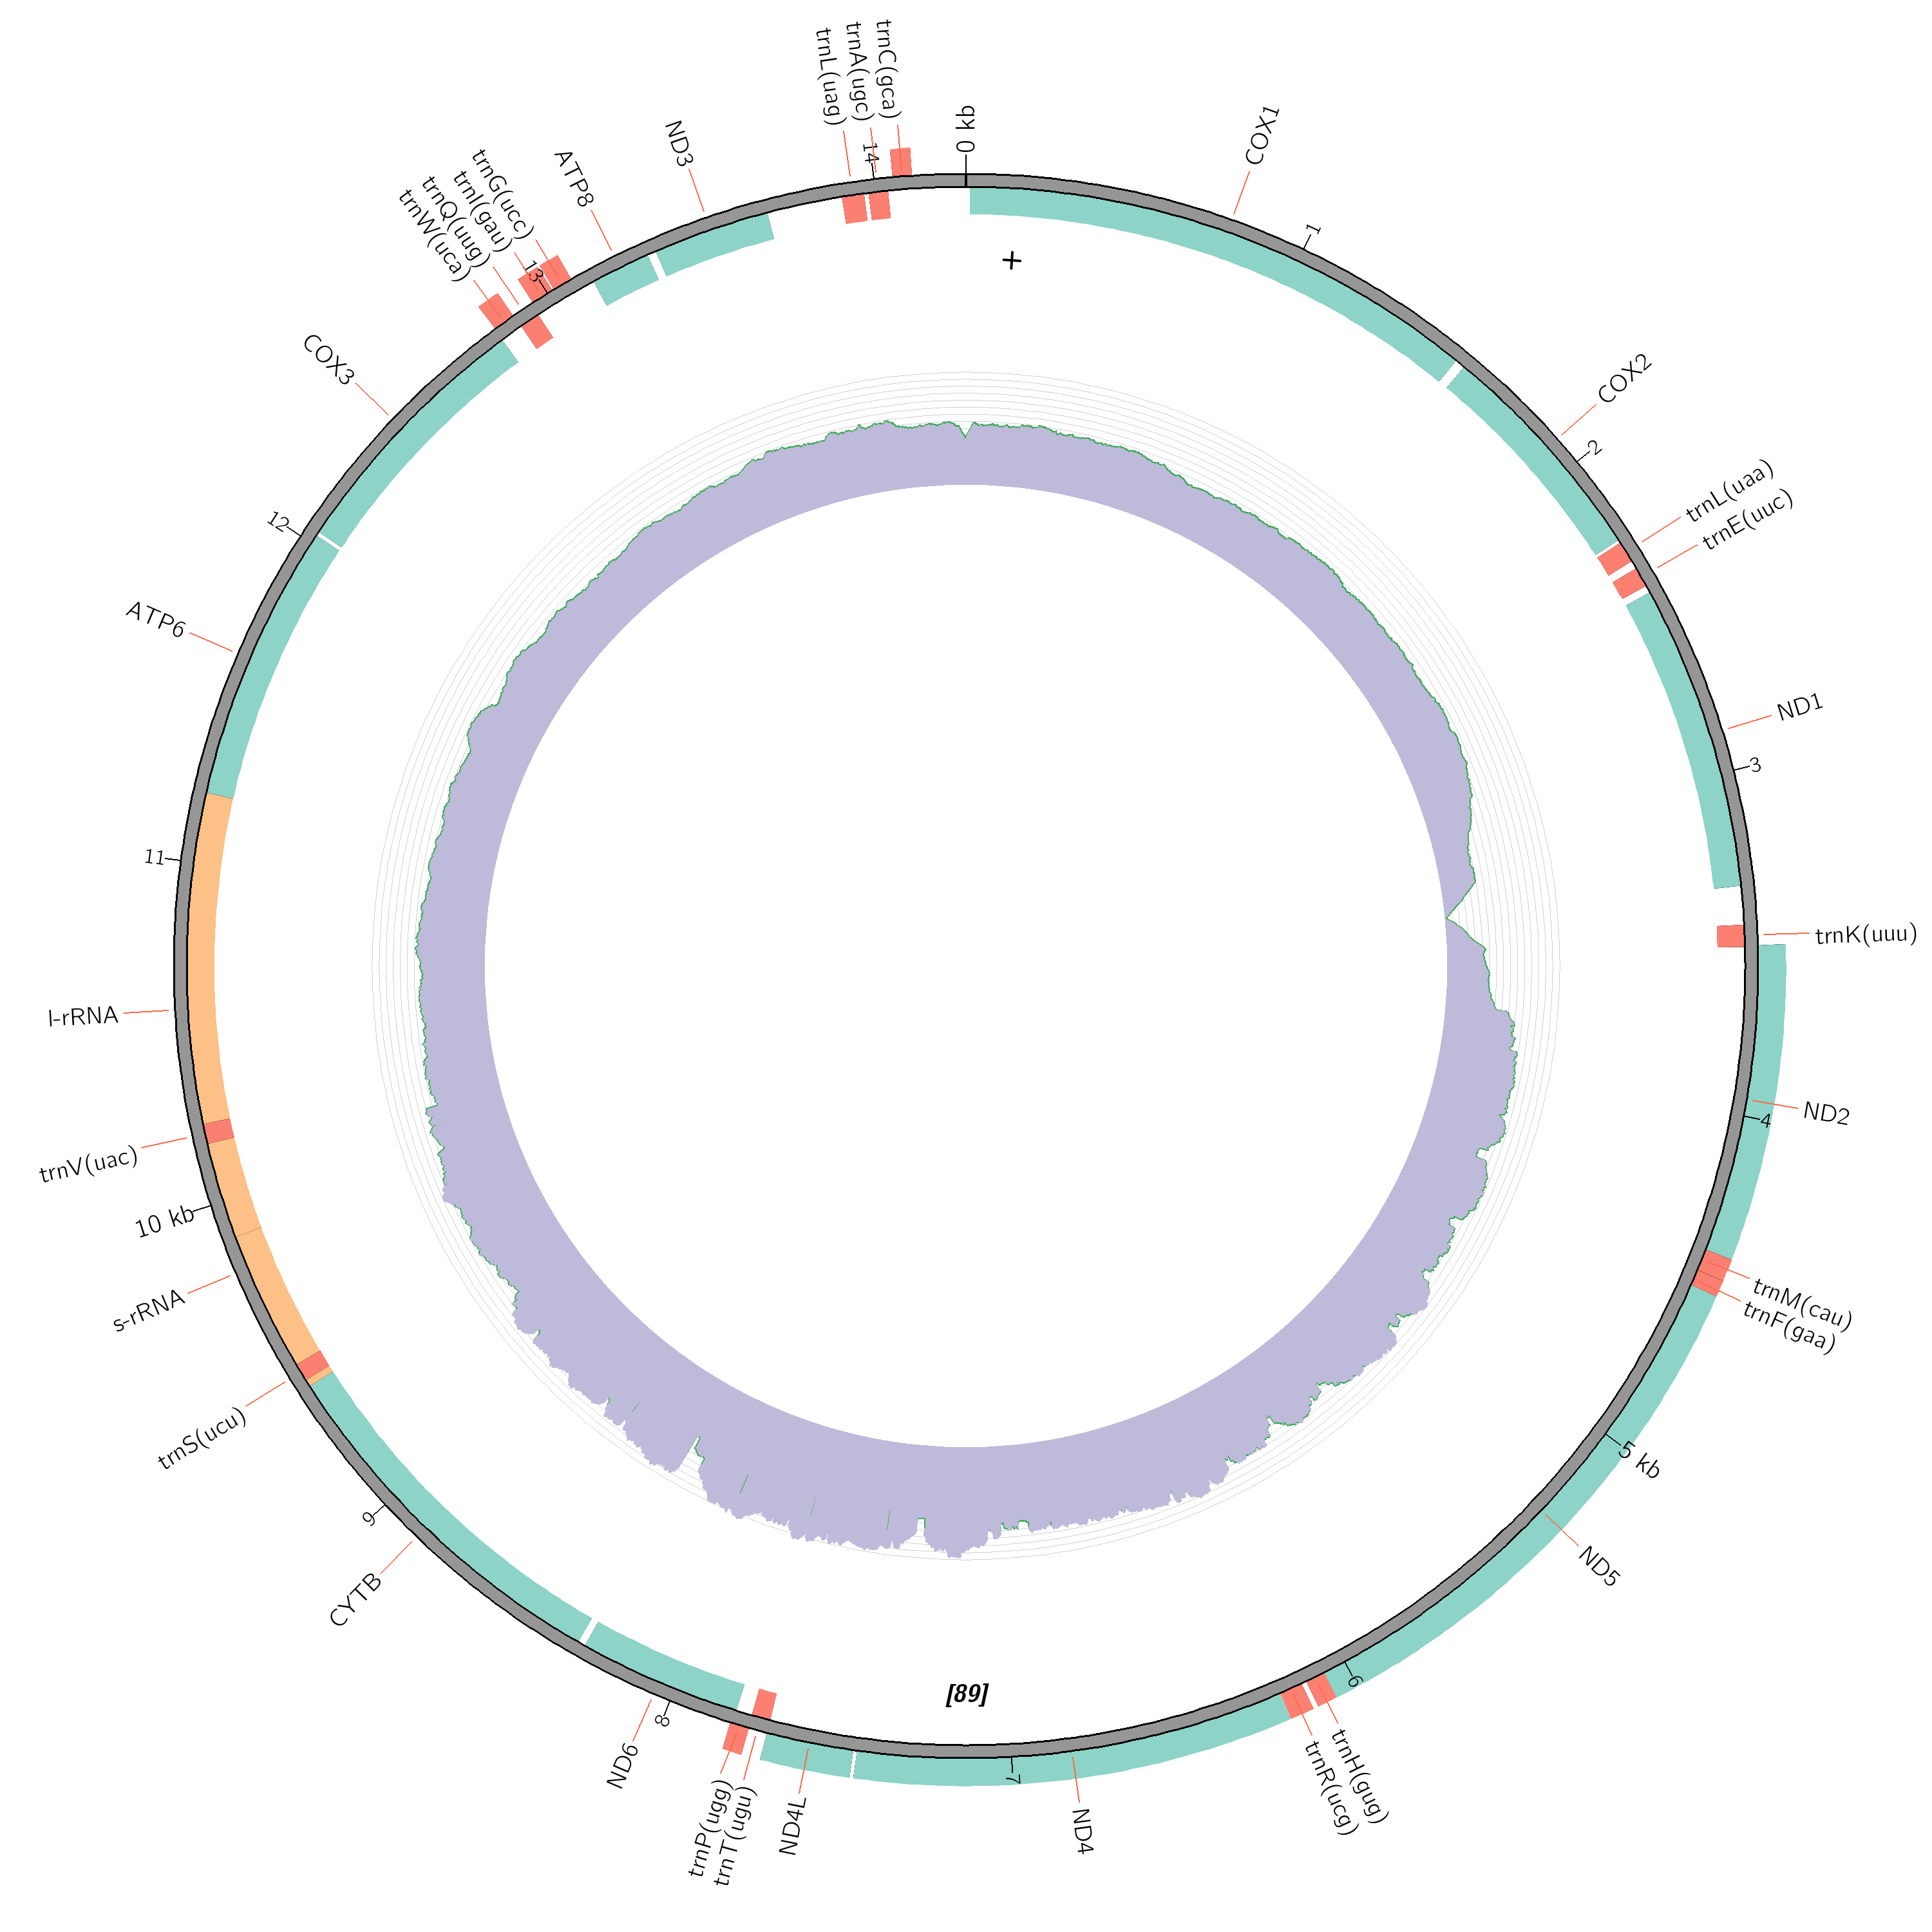 0 kb
COX1
1
COX2
2
trnL(uaa)
trnE(uuc)
ND1
3
trnK(uuu)
ND2
4
trnM(cau)
trnF(gaa)
5 kb
ND5
6
trnH(gug)
trnR(ucg)
ND4
7
ND4L
trnT(ugu)
trnP(ugg)
8
ND6
CYTB
9
trnS(ucu)
s-rRNA
10 kb
trnV(uac)
l-rRNA
11
ATP6
12
COX3
trnW(uca)
trnQ(uug)
trnI(gau)
13
trnG(ucc)
ATP8
ND3
trnL(uag)
trnA(ugc)
14
trnC(gca)
+
[89]